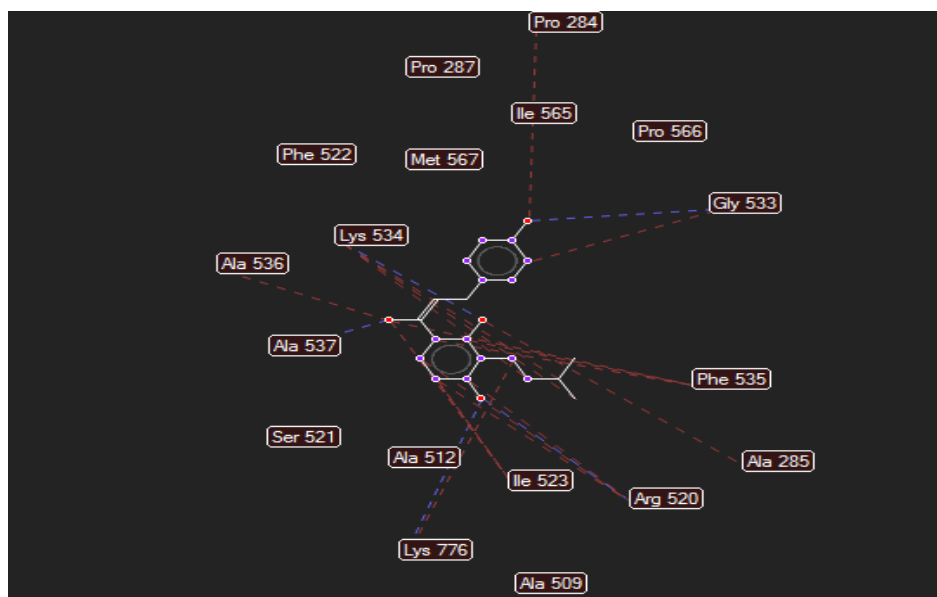 Pro 284
Pro 287
Ile 565
Pro 566
Phe 522
Met 567
Gly 533
Lys 534
Ala 536
Ala 537
Phe 535
Ser 521
Ala 512
Ala 285
Ile 523
Arg 520
Lys 776
Ala 509